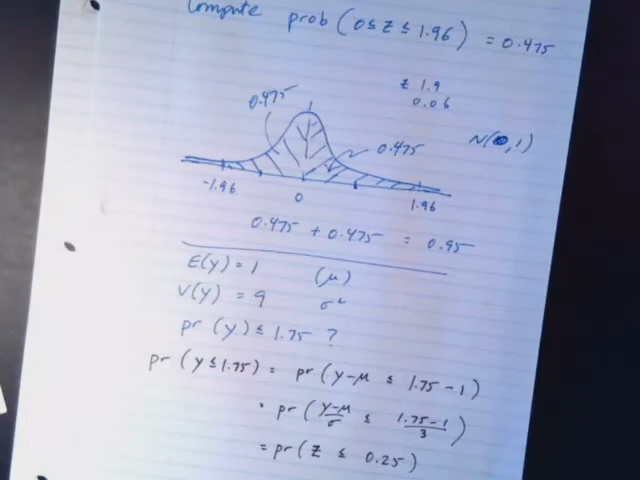 Compute prob (0 ≤ Z ≤ 1.96) = 0.475
z 1.9
0.06
0.475
N(0,1)
0.475
-1.96 0 1.96
0.475 + 0.475 = 0.95
E(y) = 1 (μ)
V(y) = 9 σ²
pr (y) ≤ 1.75 ?
pr (y ≤ 1.75) = pr (y-μ ≤ 1.75 - 1)
= pr (y-μ/σ ≤ 1.75-1/3)
= pr (Z ≤ 0.25)